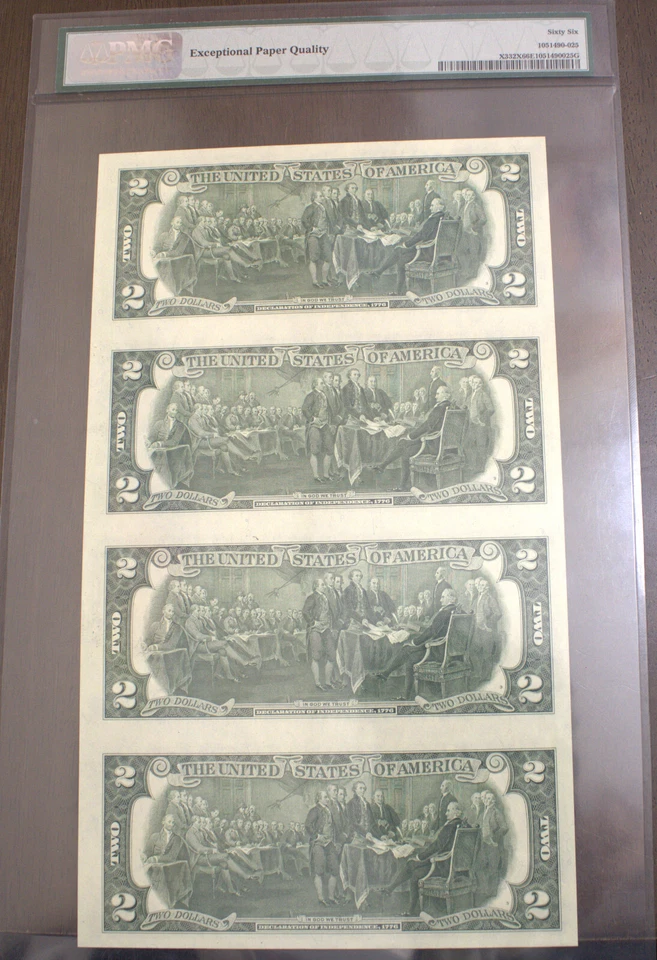 PMG
Exceptional Paper Quality
Sixty Six
1051490-025
X332X66E1051490025G
2 THE UNITED STATES OF AMERICA 2
TWO TWO
2 TWO DOLLARS IN GOD WE TRUST TWO DOLLARS 2
DECLARATION OF INDEPENDENCE, 1776
2 THE UNITED STATES OF AMERICA 2
TWO TWO
2 TWO DOLLARS IN GOD WE TRUST TWO DOLLARS 2
DECLARATION OF INDEPENDENCE, 1776
2 THE UNITED STATES OF AMERICA 2
TWO TWO
2 TWO DOLLARS IN GOD WE TRUST TWO DOLLARS 2
DECLARATION OF INDEPENDENCE, 1776
2 THE UNITED STATES OF AMERICA 2
TWO TWO
2 TWO DOLLARS IN GOD WE TRUST TWO DOLLARS 2
DECLARATION OF INDEPENDENCE, 1776